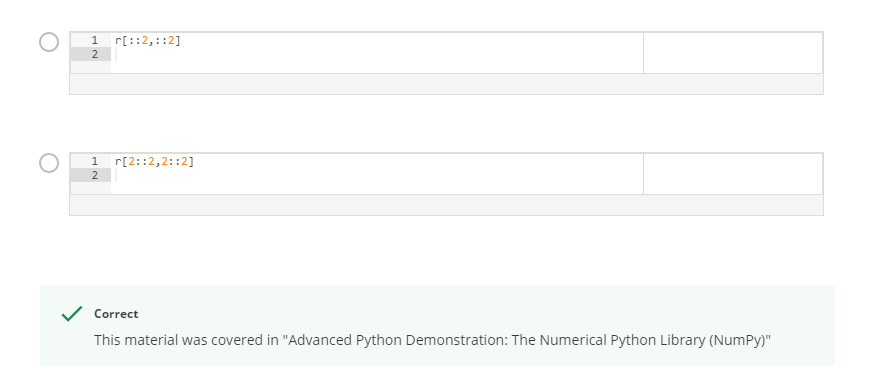 1 r[::2,::2]
2
1 r[2::2,2::2]
2
Correct
This material was covered in "Advanced Python Demonstration: The Numerical Python Library (NumPy)"